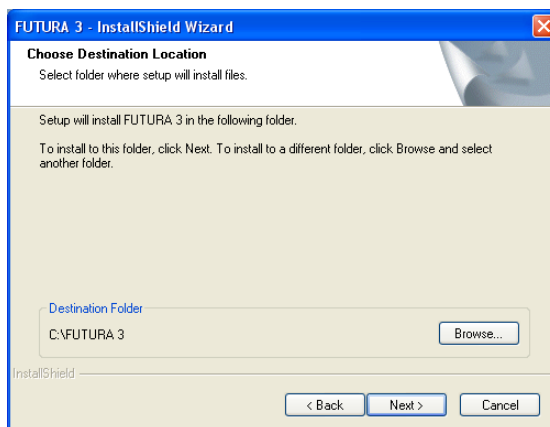 FUTURA 3 - InstallShield Wizard
Choose Destination Location
Select folder where setup will install files.
Setup will install FUTURA 3 in the following folder.
To install to this folder, click Next. To install to a different folder, click Browse and select
another folder.
Destination Folder
C:\FUTURA 3
Browse...
InstallShield
< Back
Next >
Cancel